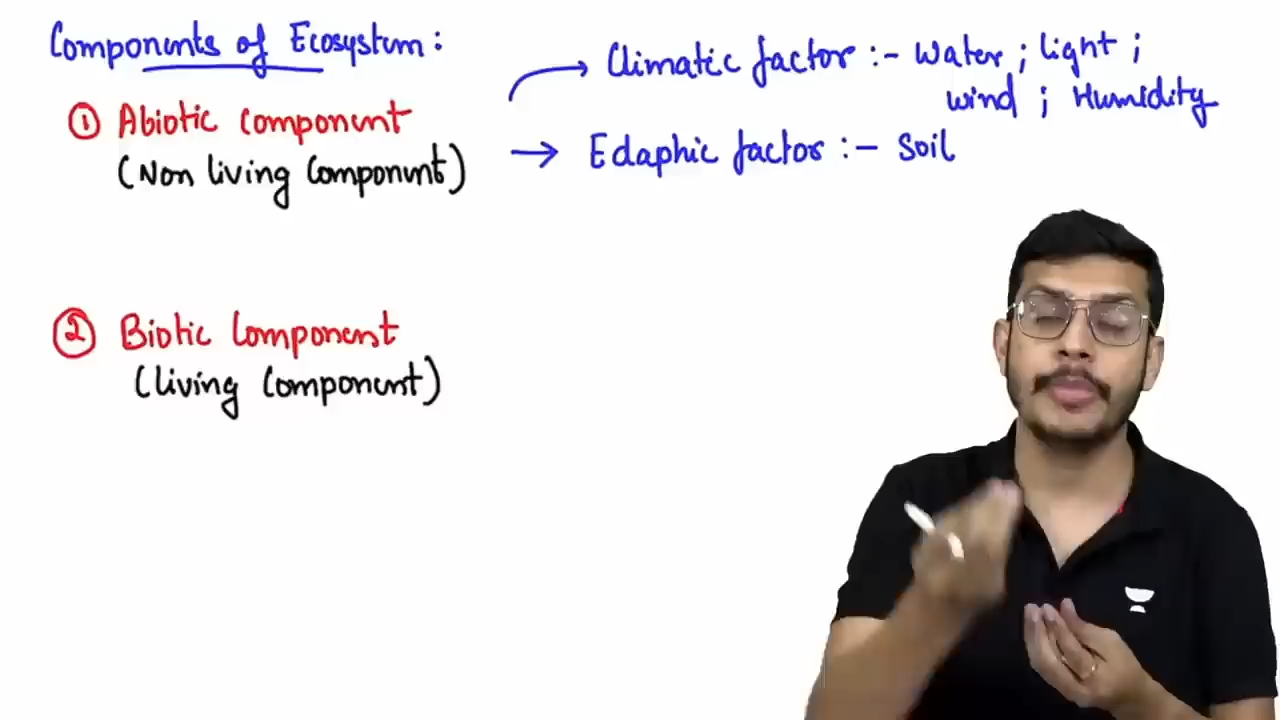 Components of Ecosystem:
① Abiotic component
(Non living Component)
→ Climatic factor :- Water ; light ;
wind ; Humidity
→ Edaphic factor :- Soil
② Biotic Component
(living Component)